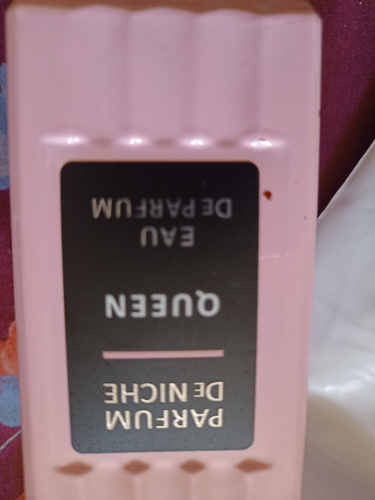 PARFUM
DE NICHE
QUEEN
EAU
DE PARFUM